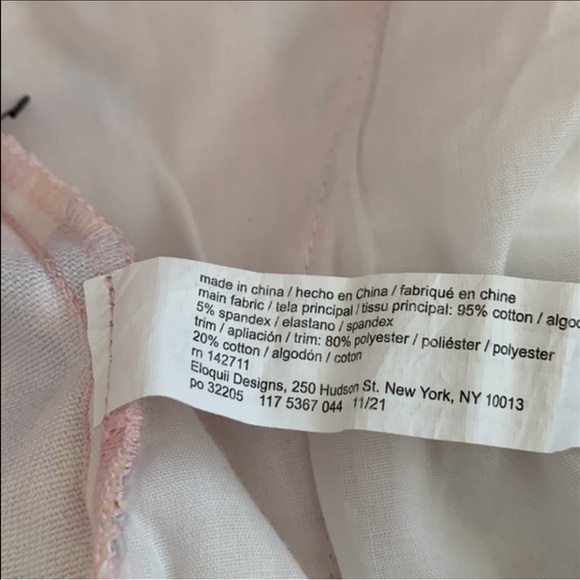 made in china / hecho en China / fabriqué en chine
main fabric / tela principal / tissu principal: 95% cotton / algod
5% spandex / elastano / spandex
trim / apliación / trim: 80% polyester / poliéster / polyester
20% cotton / algodón / coton
rn 142711
Eloquii Designs, 250 Hudson St. New York, NY 10013
po 32205 117 5367 044 11/21